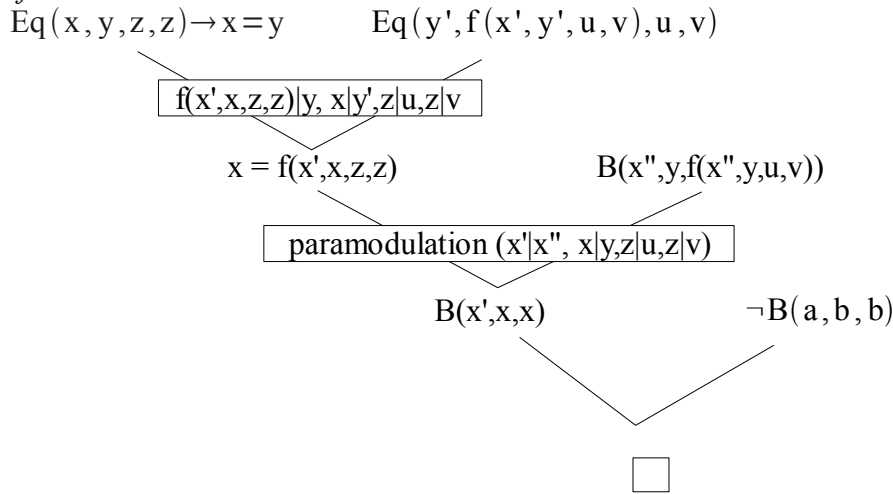 Eq(x,y,z,z)→x=y Eq(y',f(x',y',u,v),u,v)
f(x',x,z,z)|y, x|y',z|u,z|v
x = f(x',x,z,z) B(x",y,f(x",y,u,v))
paramodulation (x'|x", x|y,z|u,z|v)
B(x',x,x) ¬B(a,b,b)